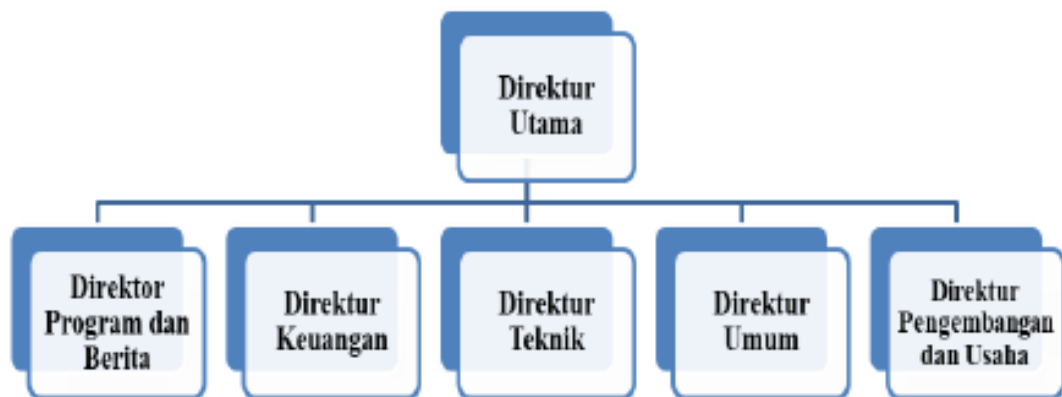 Direktur
Utama
Direktor
Program dan
Berita
Direktur
Keuangan
Direktur
Teknik
Direktur
Umum
Direktur
Pengembangan
dan Usaha